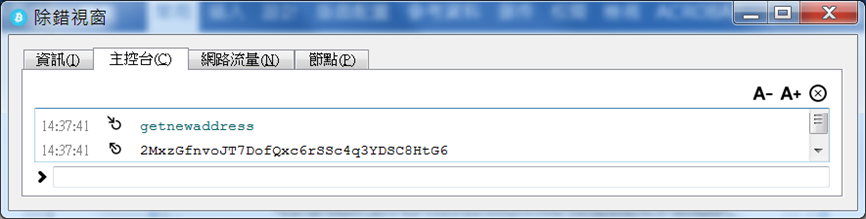 除錯視窗
資訊(I) 主控台(C) 網路流量(N) 節點(P)
A- A+
14:37:41 getnewaddress
14:37:41 2MxzGfnvoJT7DofQxc6rSSc4q3YDSC8HtG6